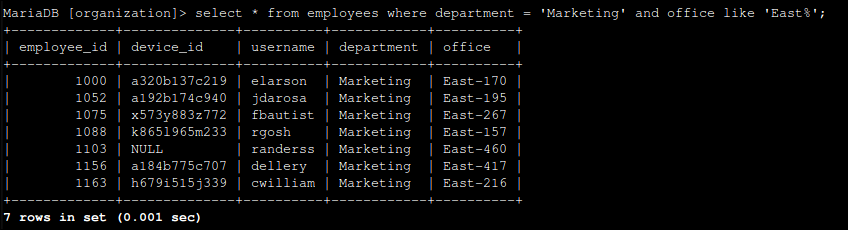 MariaDB [organization]> select * from employees where department = 'Marketing' and office like 'East%';
+-------------+--------------+----------+------------+----------+
| employee_id | device_id    | username | department | office   |
+-------------+--------------+----------+------------+----------+
|        1000 | a320b137c219 | elarson  | Marketing  | East-170 |
|        1052 | a192b174c940 | jdarosa  | Marketing  | East-195 |
|        1075 | x573y883z772 | fbautist | Marketing  | East-267 |
|        1088 | k865l965m233 | rgosh    | Marketing  | East-157 |
|        1103 | NULL         | randerss | Marketing  | East-460 |
|        1156 | a184b775c707 | dellery  | Marketing  | East-417 |
|        1163 | h679i515j339 | cwilliam | Marketing  | East-216 |
+-------------+--------------+----------+------------+----------+
7 rows in set (0.001 sec)